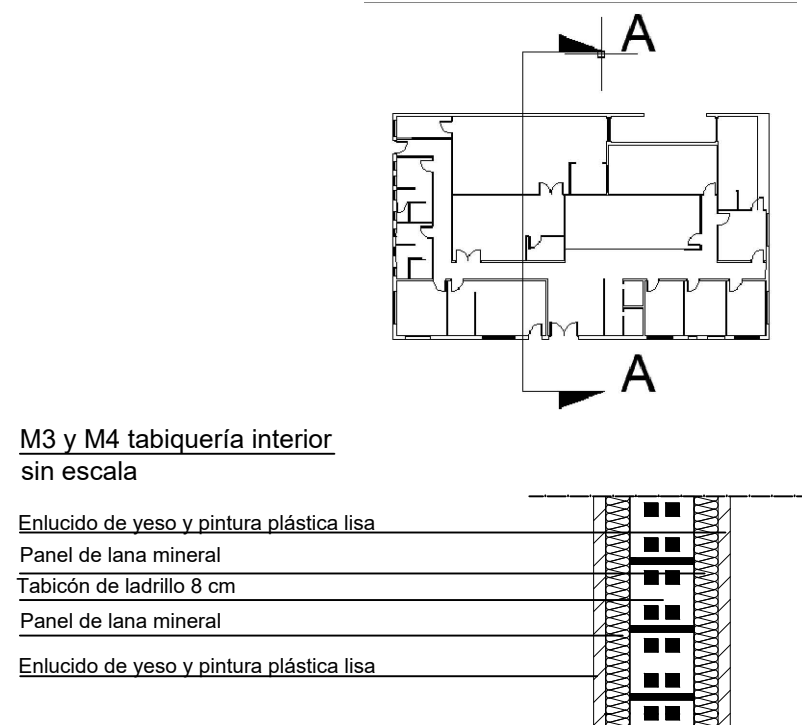 A
A
M3 y M4 tabiquería interior
sin escala
Enlucido de yeso y pintura plástica lisa
Panel de lana mineral
Tabicón de ladrillo 8 cm
Panel de lana mineral
Enlucido de yeso y pintura plástica lisa